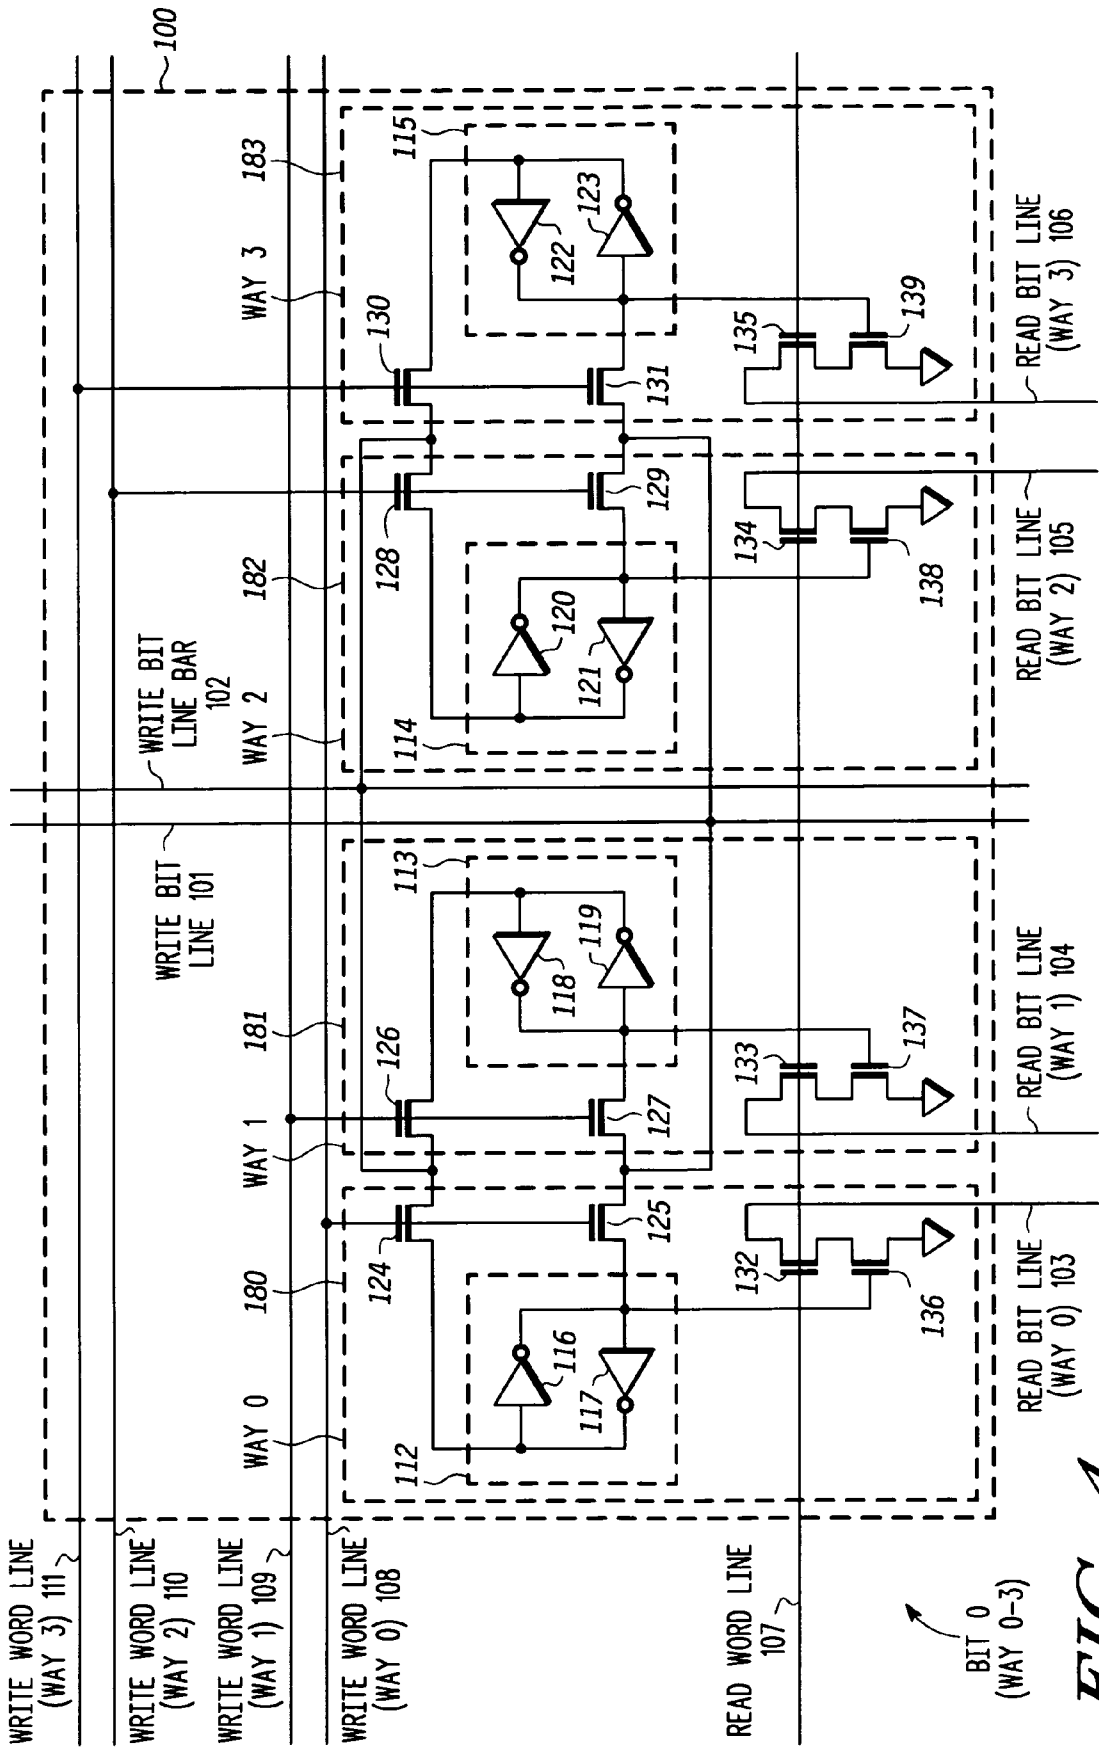 WRITE WORD LINE
(WAY 3) 111
WRITE WORD LINE
(WAY 2) 110
WRITE WORD LINE
(WAY 1) 109
WRITE WORD LINE
(WAY 0) 108
READ WORD LINE
107
BIT 0
(WAY 0-3)
WRITE BIT
LINE 101
WRITE BIT
LINE BAR
102
100
WAY 0
180
WAY 1
181
WAY 2
182
WAY 3
183
124
126
128
130
112
113
114
115
116
117
118
119
120
121
122
123
125
127
129
131
132
133
134
135
136
137
138
139
READ BIT LINE
(WAY 0) 103
READ BIT LINE
(WAY 1) 104
READ BIT LINE
(WAY 2) 105
READ BIT LINE
(WAY 3) 106